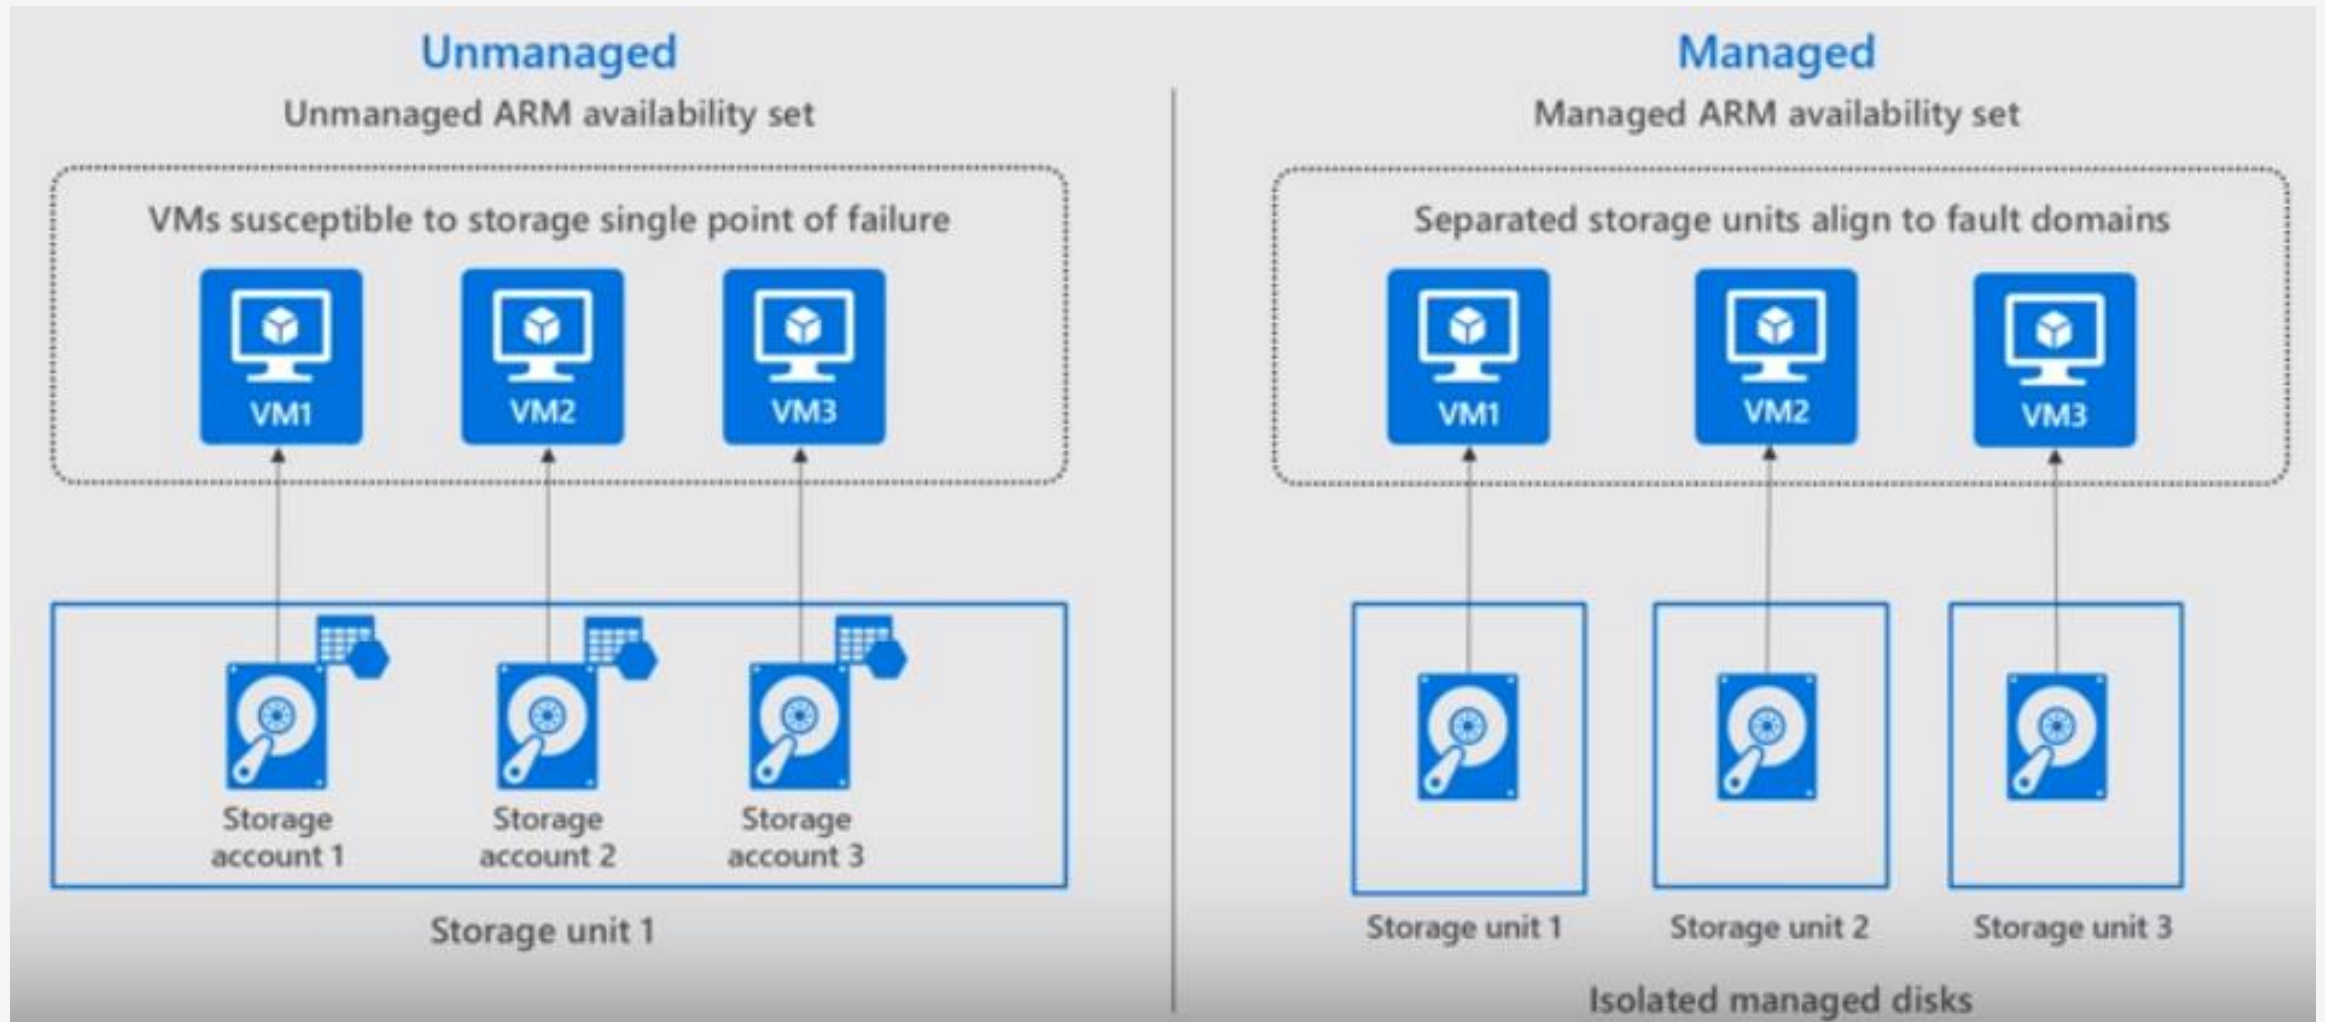 Unmanaged
Unmanaged ARM availability set
VMs susceptible to storage single point of failure
VM1
VM2
VM3
Storage
account 1
Storage
account 2
Storage
account 3
Storage unit 1
Managed
Managed ARM availability set
Separated storage units align to fault domains
VM1
VM2
VM3
Storage unit 1
Storage unit 2
Storage unit 3
Isolated managed disks